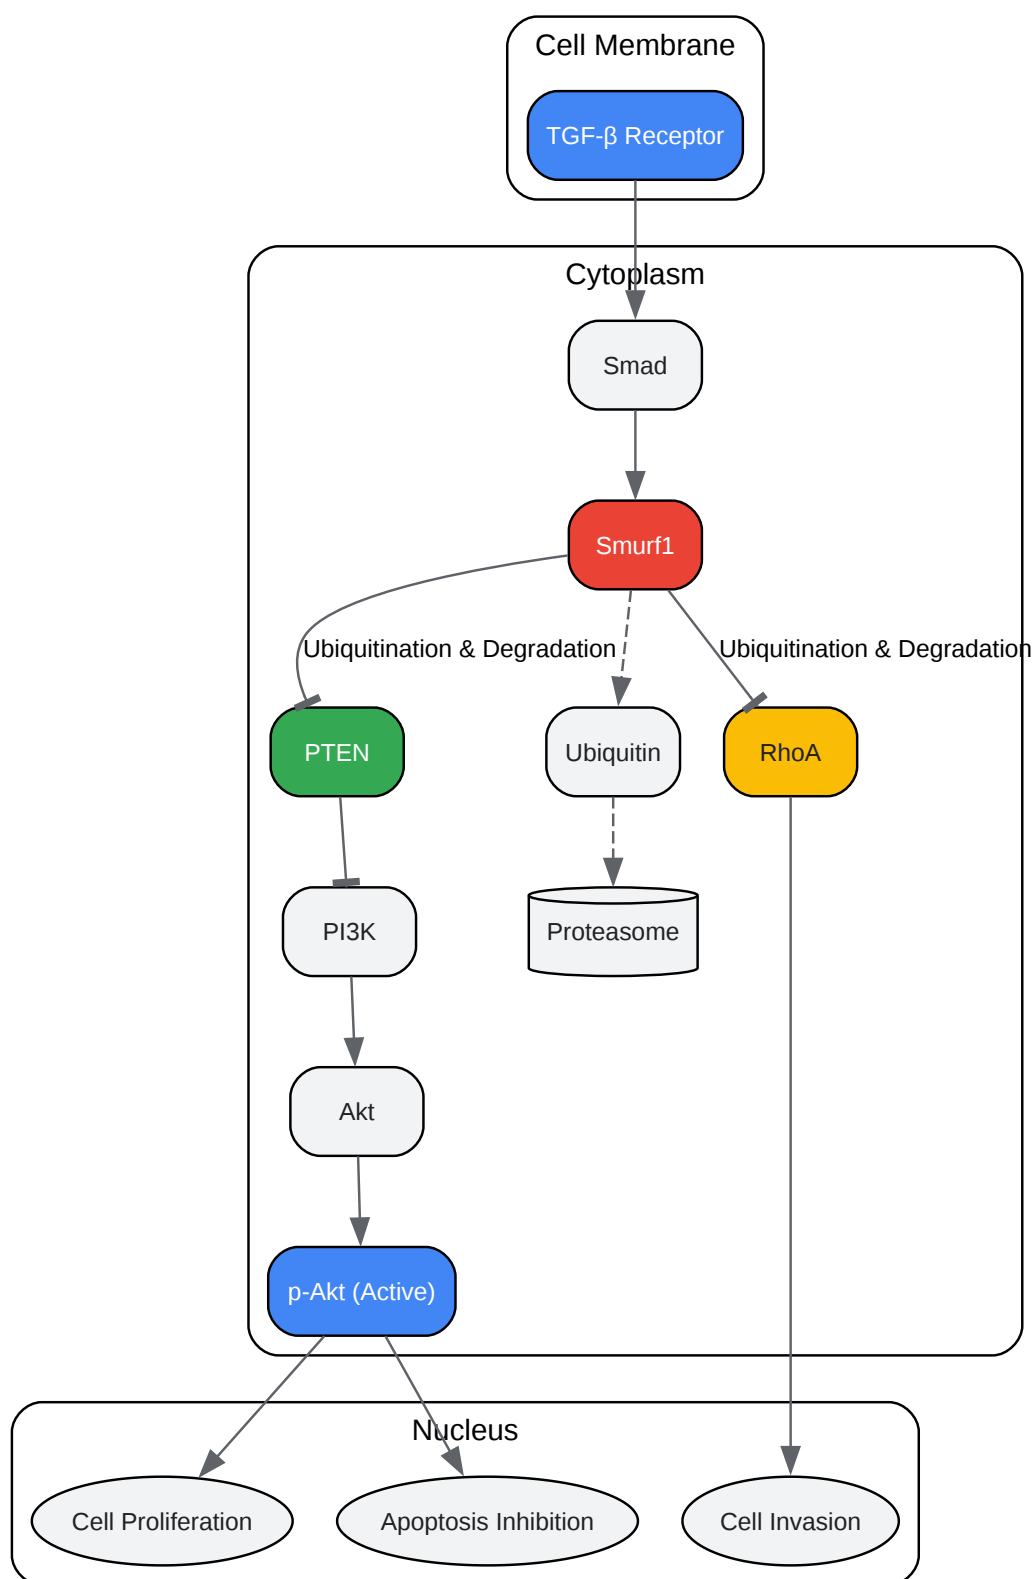 Cell Membrane
TGF-β Receptor
Cytoplasm
Smad
Smurf1
Ubiquitination & Degradation
Ubiquitination & Degradation
PTEN
Ubiquitin
RhoA
PI3K
Proteasome
Akt
p-Akt (Active)
Nucleus
Cell Proliferation
Apoptosis Inhibition
Cell Invasion